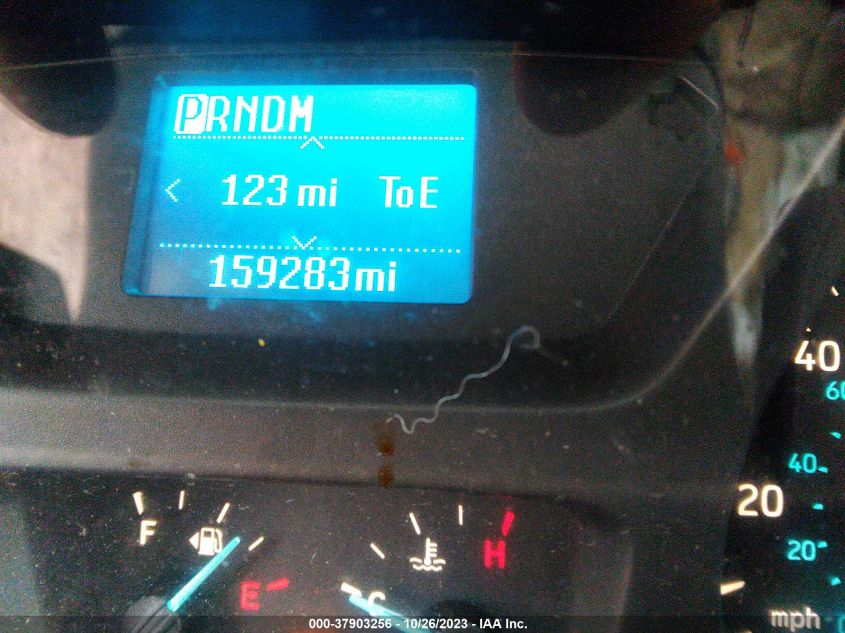 PRNDM
< 123 mi ToE
159283mi
40
60
40
20
20
F
E
C
H
mph
000-37903256 - 10/26/2023 - IAA Inc.